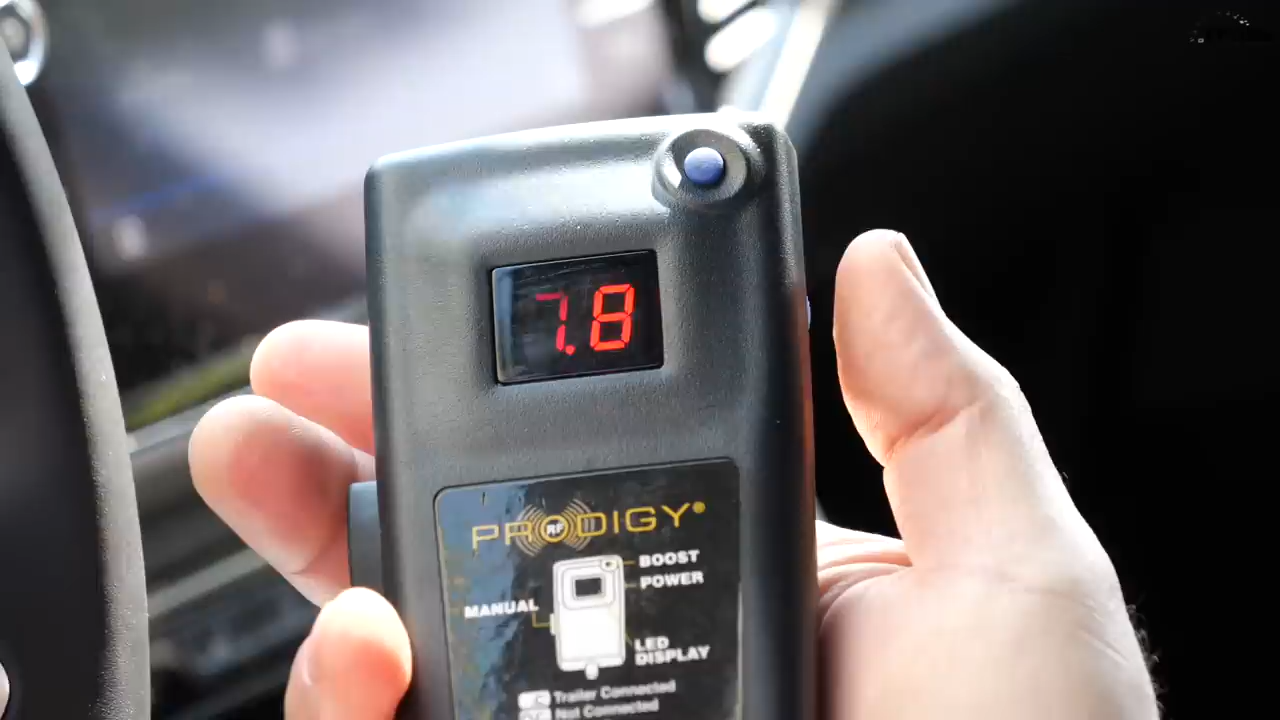 7.8
PRODIGY®
RF
BOOST
POWER
MANUAL
LED
DISPLAY
Trailer Connected
Not Connected